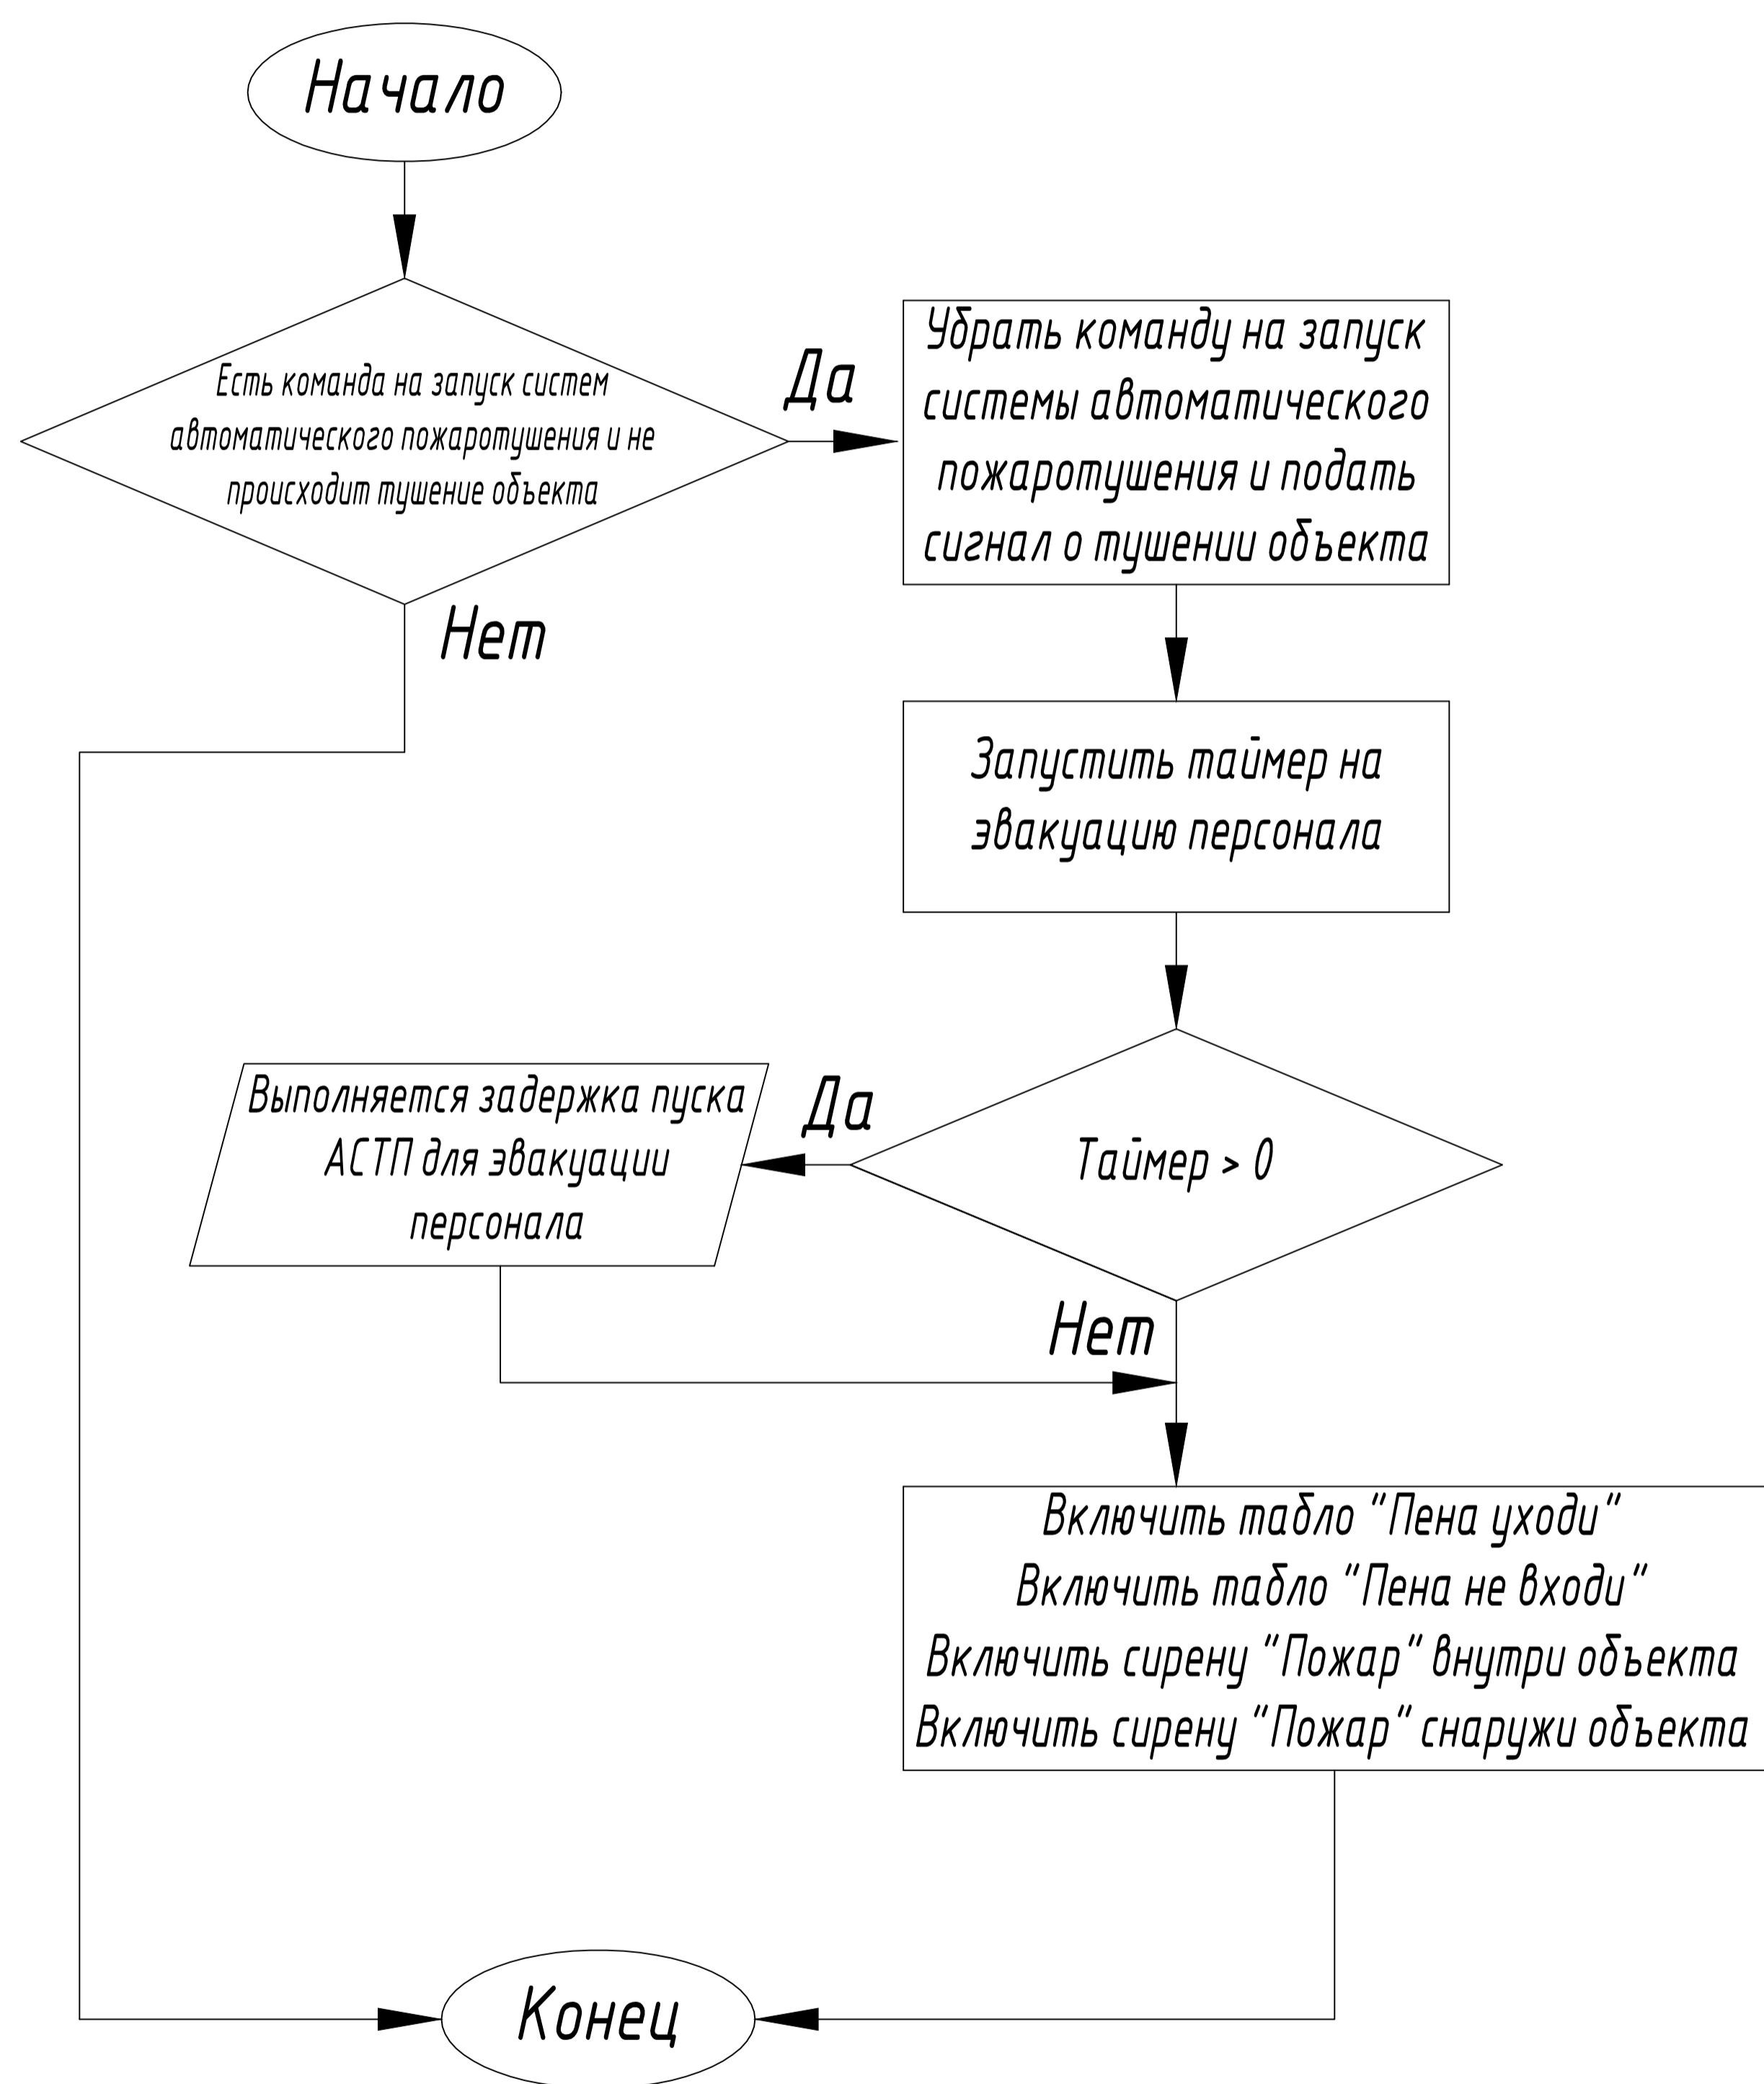 Начало
Есть команда на запуск систем
автоматического пожаротушения и не
происходит тушение объекта
Да
Убрать команду на запуск
системы автоматического
пожаротушения и подать
сигнал о тушении объекта
Нет
Запустить таймер на
эвакуацию персонала
Выполняется задержка пуска
АСТП для эвакуации
персонала
Да
Таймер > 0
Нет
Включить табло "Пена уходи"
Включить табло "Пена не входи"
Включить сирену "Пожар" внутри объекта
Включить сирену "Пожар" снаружи объекта
Конец